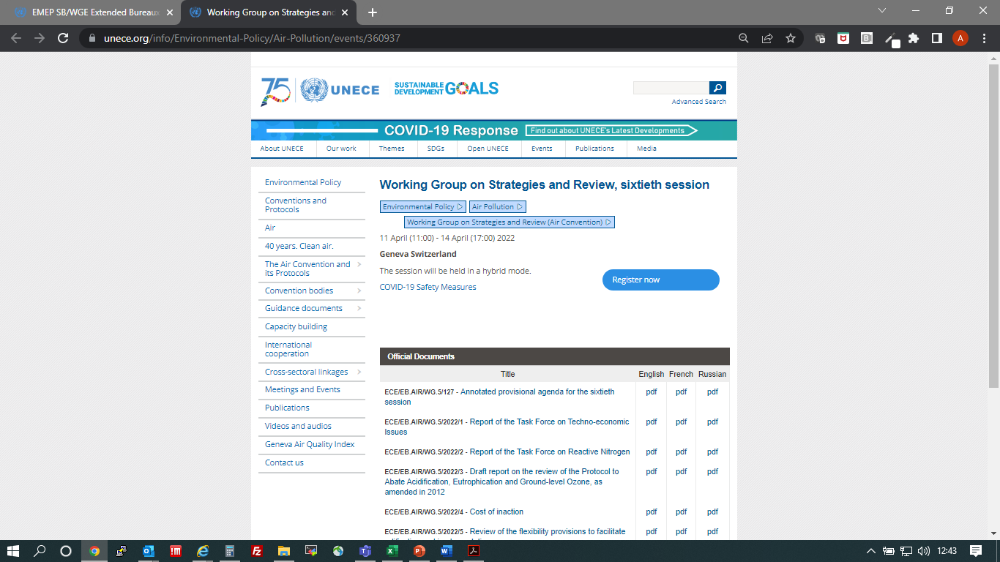 EMEP SB/WGE Extended Bureaux
Working Group on Strategies and
unece.org/info/Environmental-Policy/Air-Pollution/events/360937
A
75
UNECE
SUSTAINABLE
DEVELOPMENT GOALS
Advanced Search
COVID-19 Response
Find out about UNECE's Latest Developments
About UNECE
Our work
Themes
SDGs
Open UNECE
Events
Publications
Media
Environmental Policy
Conventions and
Protocols
Air
40 years. Clean air.
The Air Convention and
its Protocols
Convention bodies
Guidance documents
Capacity building
International
cooperation
Cross-sectoral linkages
Meetings and Events
Publications
Videos and audios
Geneva Air Quality Index
Contact us
Working Group on Strategies and Review, sixtieth session
Environmental Policy
Air Pollution
Working Group on Strategies and Review (Air Convention)
11 April (11:00) - 14 April (17:00) 2022
Geneva Switzerland
The session will be held in a hybrid mode.
COVID-19 Safety Measures
Register now
Official Documents
Title English French Russian
ECE/EB.AIR/WG.5/127 - Annotated provisional agenda for the sixtieth pdf pdf pdf
session
ECE/EB.AIR/WG.5/2022/1 - Report of the Task Force on Techno-economic pdf pdf pdf
Issues
ECE/EB.AIR/WG.5/2022/2 - Report of the Task Force on Reactive Nitrogen pdf pdf pdf
ECE/EB.AIR/WG.5/2022/3 - Draft report on the review of the Protocol to pdf pdf pdf
Abate Acidification, Eutrophication and Ground-level Ozone, as
amended in 2012
ECE/EB.AIR/WG.5/2022/4 - Cost of inaction pdf pdf pdf
ECE/EB.AIR/WG.5/2022/5 - Review of the flexibility provisions to facilitate pdf pdf pdf
12:43